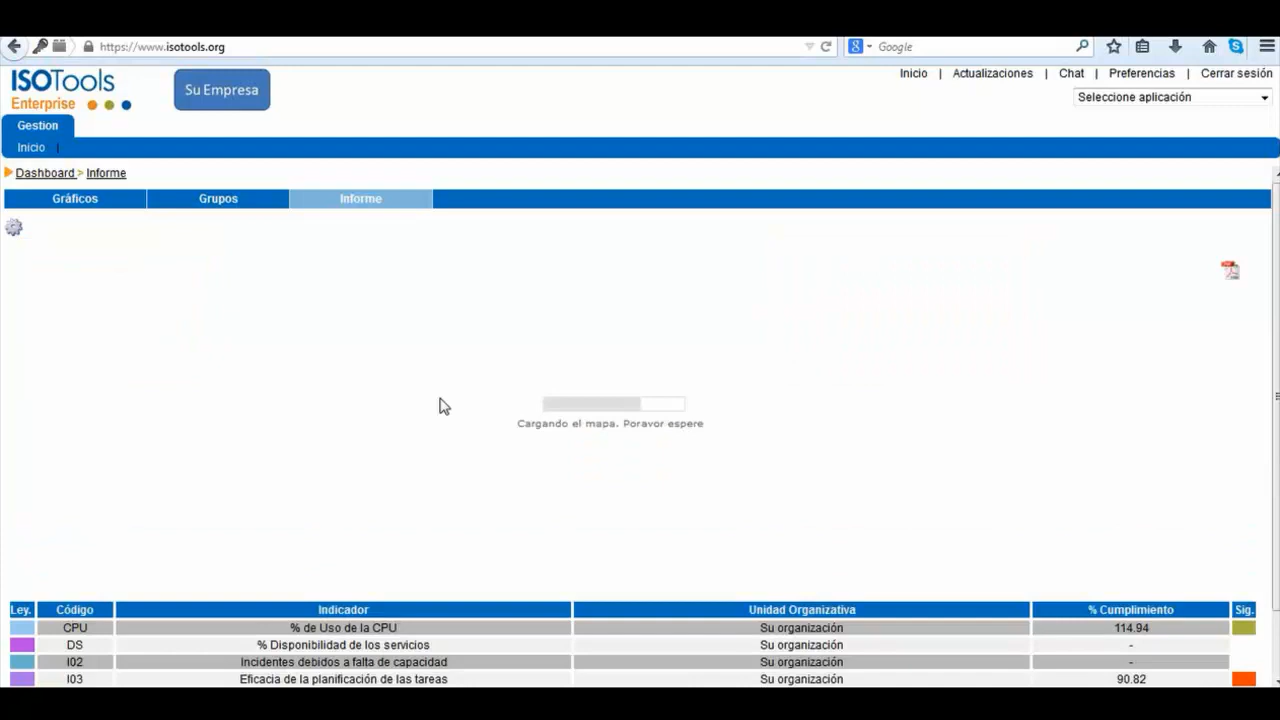 https://www.isotools.org
Google
ISOTools
Enterprise
Su Empresa
Inicio | Actualizaciones | Chat | Preferencias | Cerrar sesión
Seleccione aplicación
Gestion
Inicio |
Dashboard > Informe
Gráficos Grupos Informe
Cargando el mapa. Poravor espere
Ley. Código Indicador Unidad Organizativa % Cumplimiento Sig.
CPU % de Uso de la CPU Su organización 114.94
DS % Disponibilidad de los servicios Su organización -
I02 Incidentes debidos a falta de capacidad Su organización -
I03 Eficacia de la planificación de las tareas Su organización 90.82